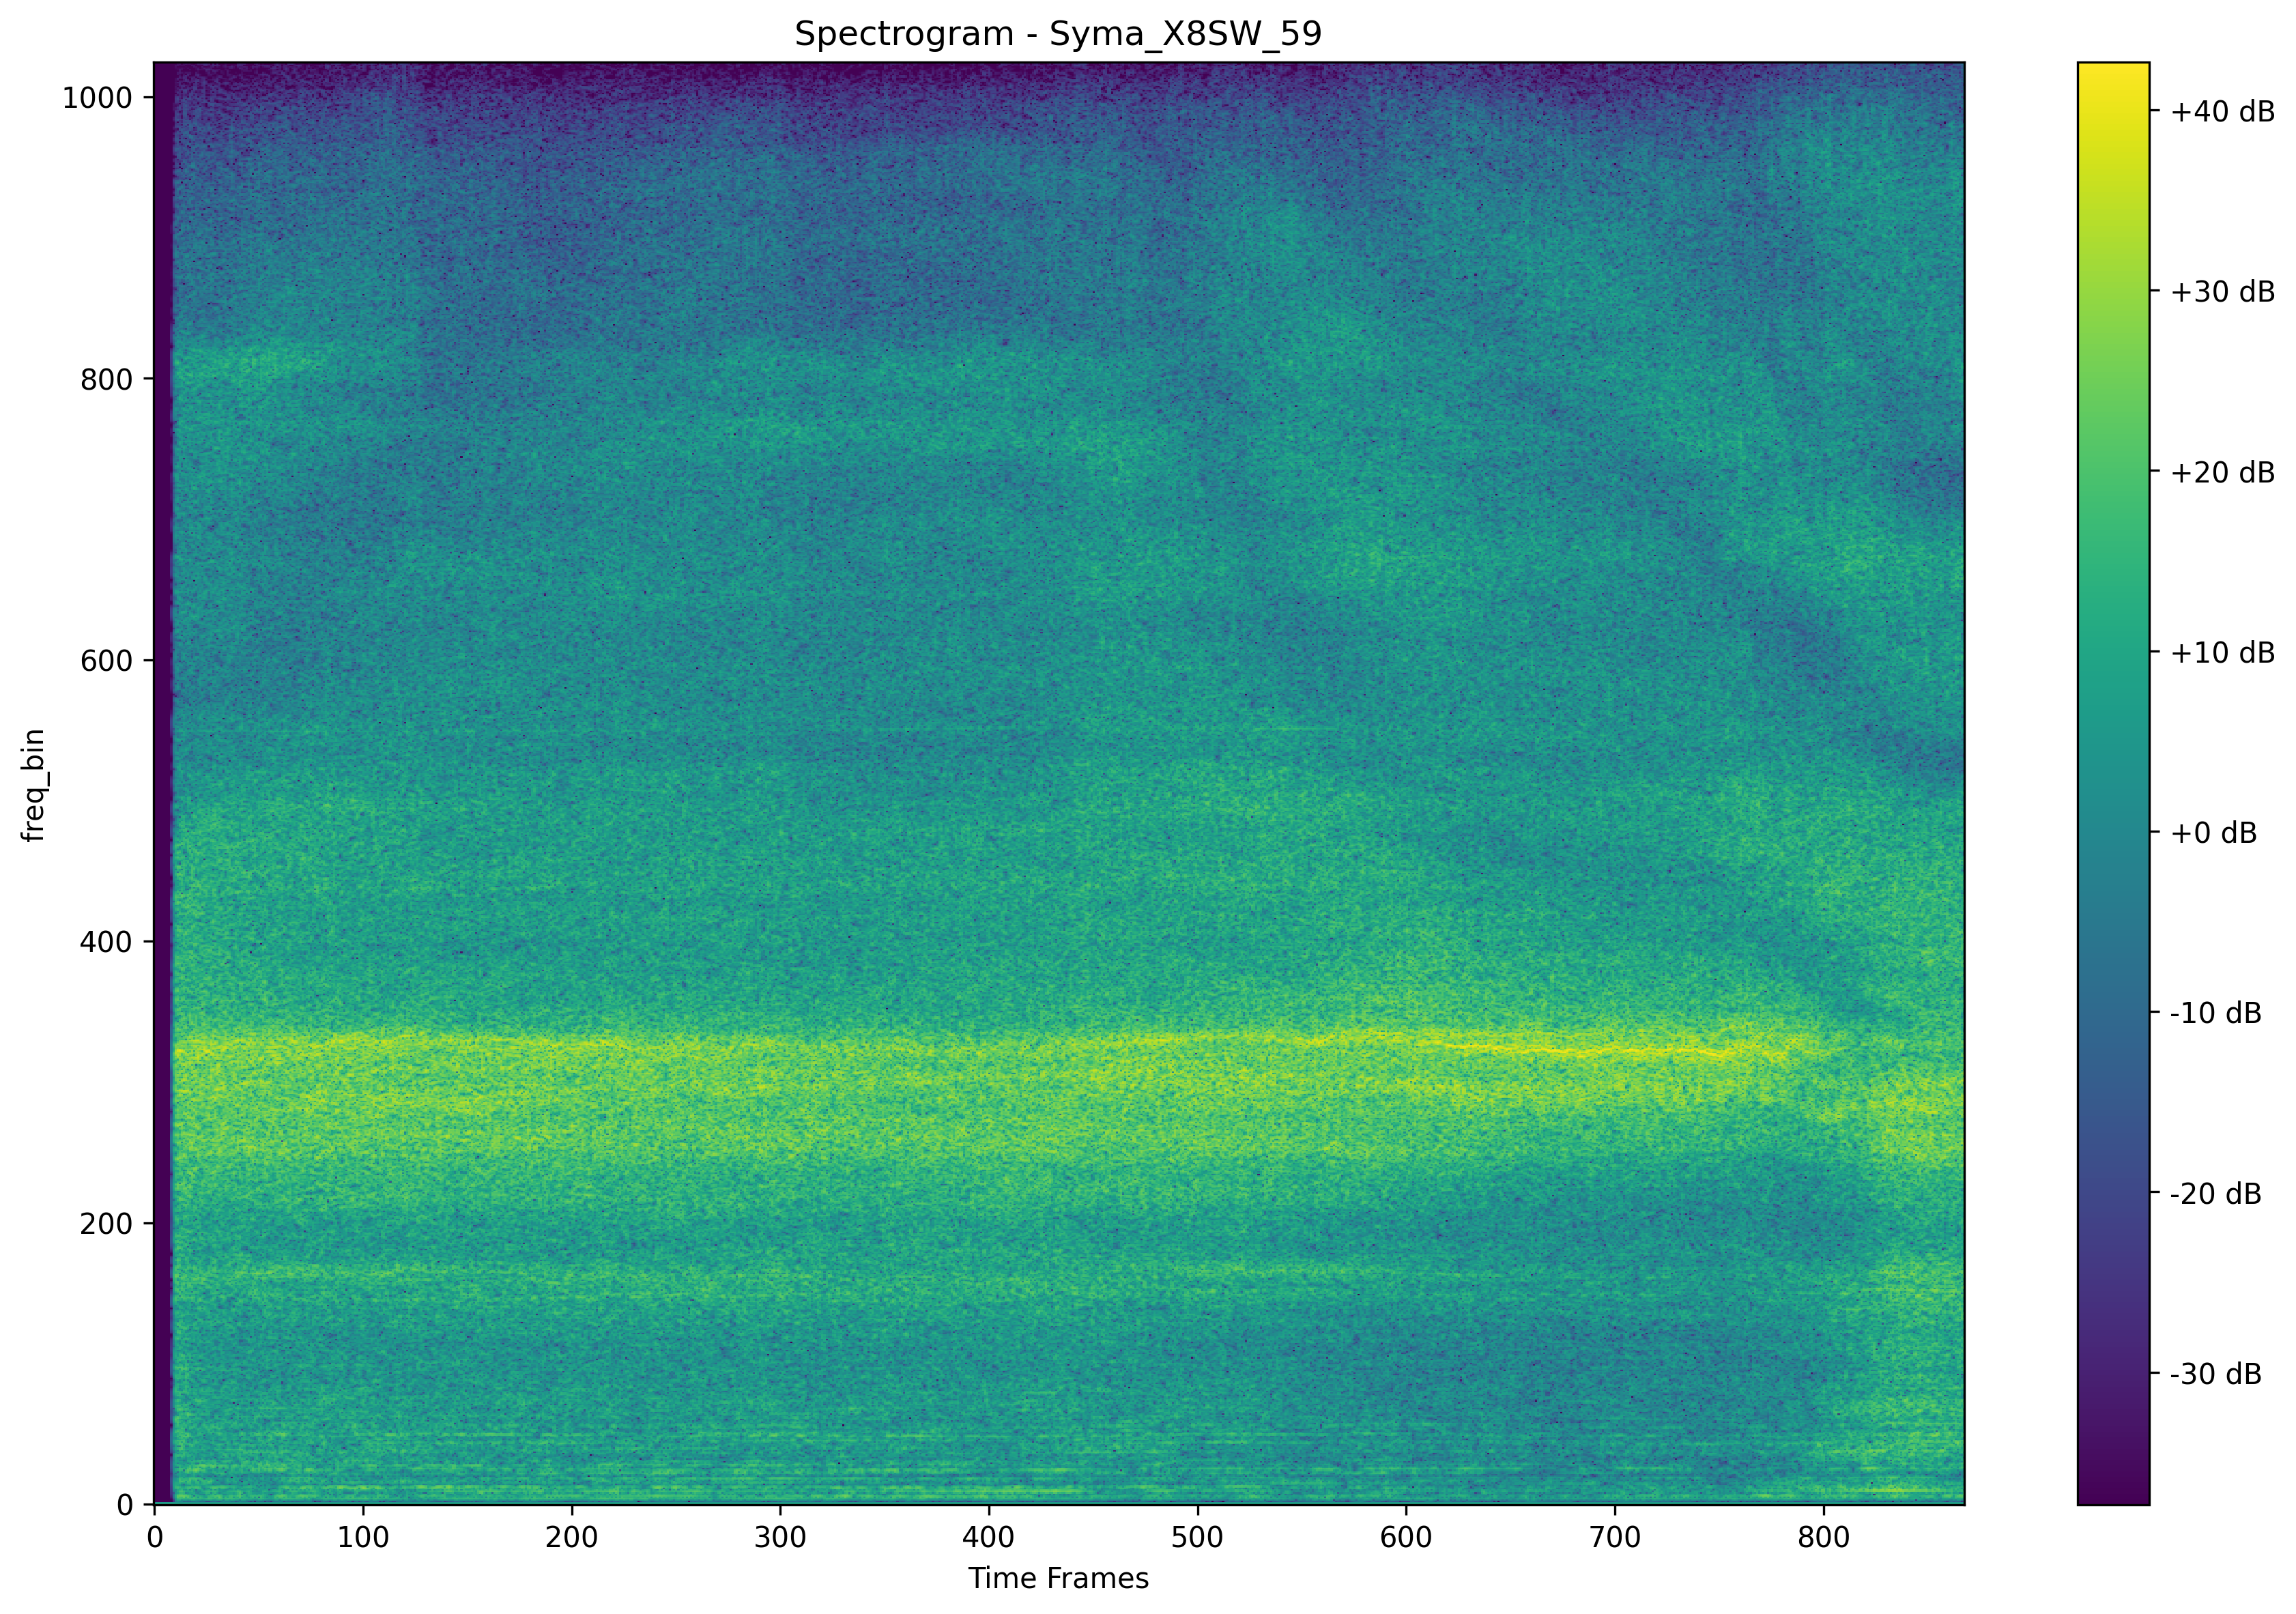 Spectrogram - Syma_X8SW_59
1000
800
600
400
200
0
freq_bin
0 100 200 300 400 500 600 700 800
Time Frames
+40 dB
+30 dB
+20 dB
+10 dB
+0 dB
-10 dB
-20 dB
-30 dB